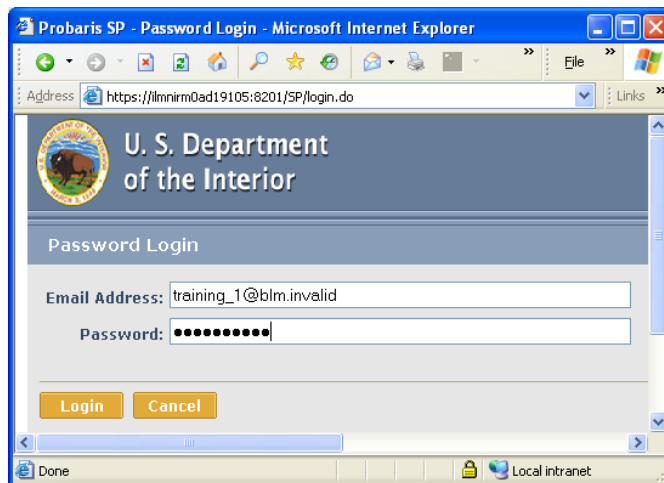 Probaris SP - Password Login - Microsoft Internet Explorer
File
Address https://ilmnirm0ad19105:8201/SP/login.do Links
U. S. Department
of the Interior
Password Login
Email Address: training_1@blm.invalid
Password: ●●●●●●●●●●
Login Cancel
Done Local intranet